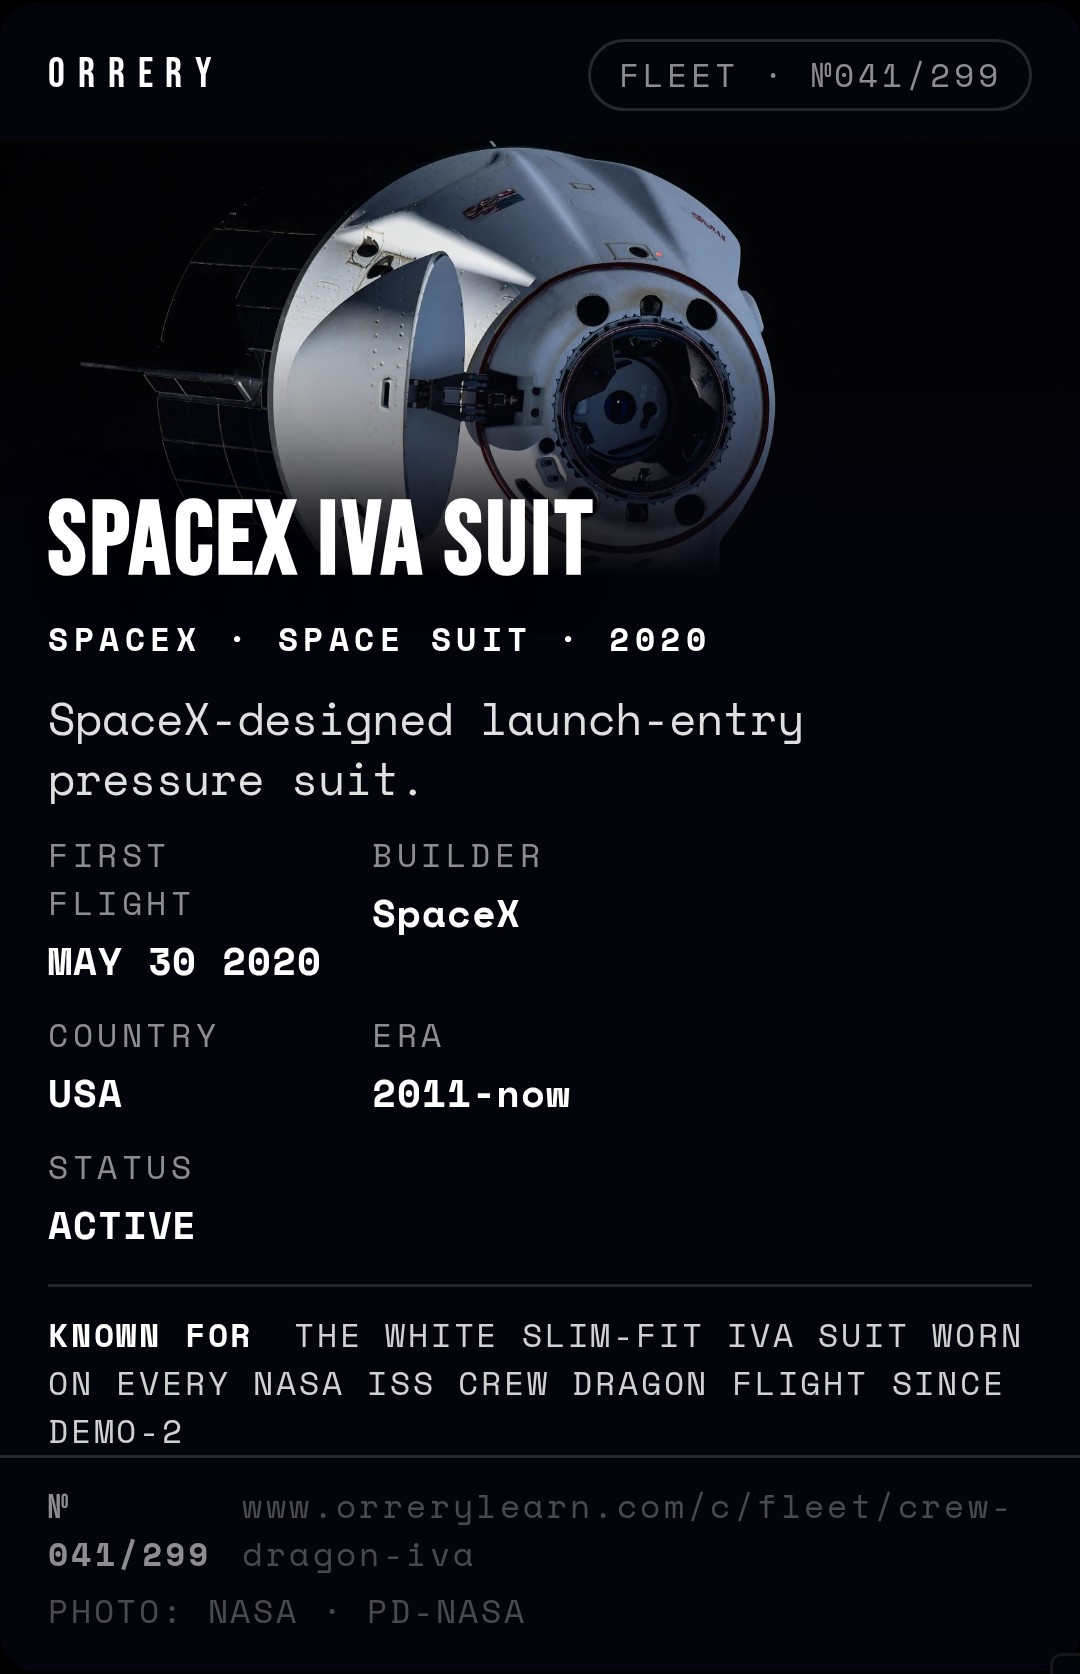 ORRERY
FLEET · №041/299
SPACEX IVA SUIT
SPACEX · SPACE SUIT · 2020
SpaceX-designed launch-entry
pressure suit.
FIRST
FLIGHT
MAY 30 2020
BUILDER
SpaceX
COUNTRY
USA
ERA
2011-now
STATUS
ACTIVE
KNOWN FOR THE WHITE SLIM-FIT IVA SUIT WORN
ON EVERY NASA ISS CREW DRAGON FLIGHT SINCE
DEMO-2
№
041/299
www.orrerylearn.com/c/fleet/crew-
dragon-iva
PHOTO: NASA · PD-NASA